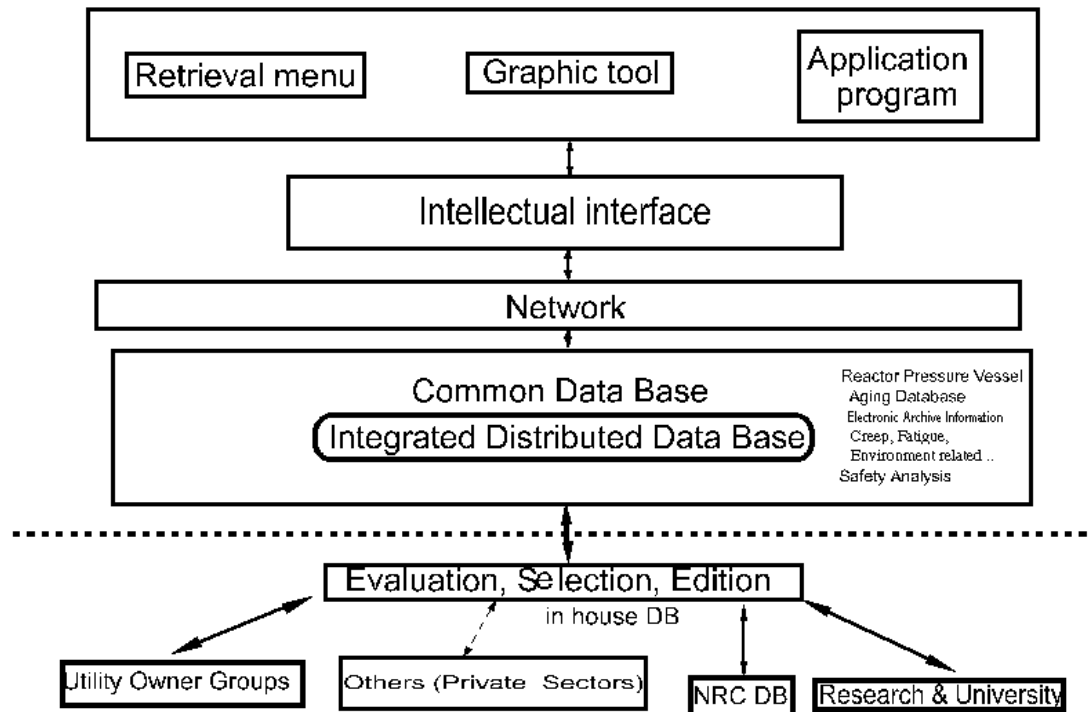 Retrieval menu
Graphic tool
Application
program
Intellectual interface
Network
Common Data Base
Integrated Distributed Data Base
Reactor Pressure Vessel
Aging Database
Electronic Archive Information
Creep, Fatigue,
Environment related ..
Safety Analysis
Evaluation, Selection, Edition
in house DB
Utility Owner Groups
Others (Private Sectors)
NRC DB
Research & University